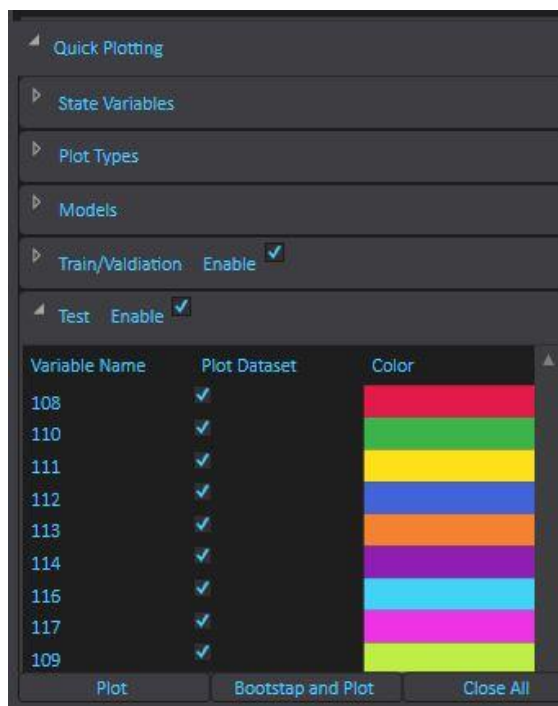 Quick Plotting
State Variables
Plot Types
Models
Train/Valdiation Enable
Test Enable
Variable Name Plot Dataset Color
108
110
111
112
113
114
116
117
109
Plot Bootstap and Plot Close All